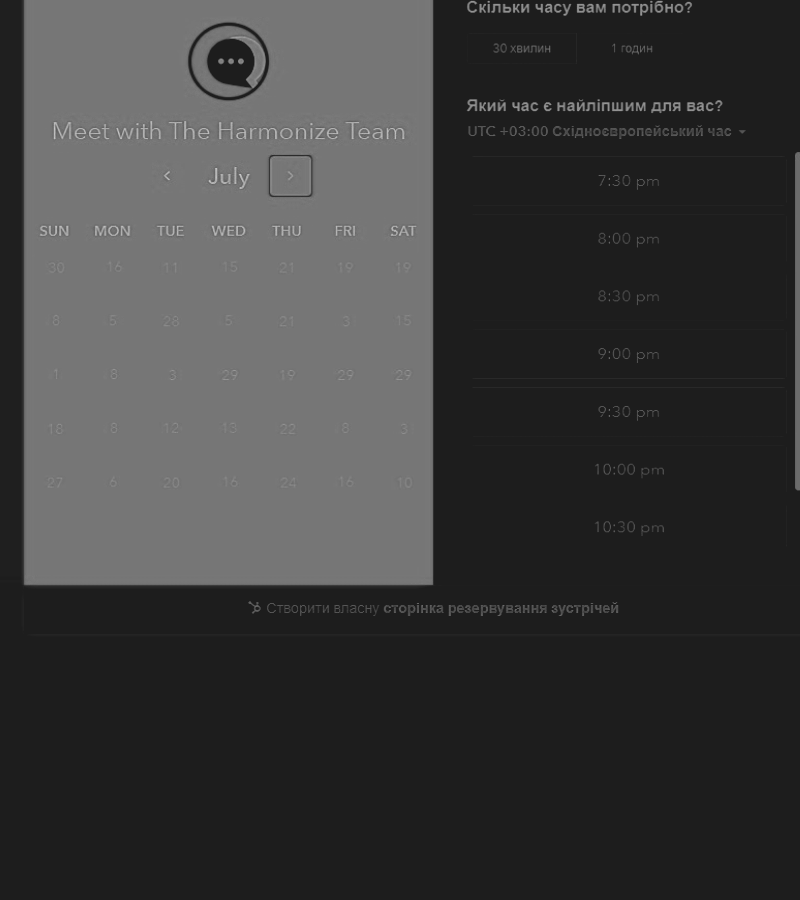 Meet with The Harmonize Team
July
SUN MON TUE WED THU FRI SAT
30 16 11 15 21 19 19
8 5 28 5 21 3 15
1 8 3 29 19 29 29
18 8 12 13 22 8 3
27 6 20 16 24 16 10
Скільки часу вам потрібно?
30 хвилин 1 годин
Який час є найліпшим для вас?
UTC +03:00 Східноєвропейський час
7:30 pm
8:00 pm
8:30 pm
9:00 pm
9:30 pm
10:00 pm
10:30 pm
Створити власну сторінка резервування зустрічей